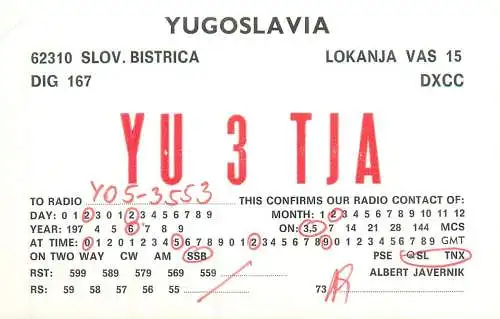 YUGOSLAVIA
62310 SLOV. BISTRICA LOKANJA VAS 15
DIG 167 DXCC
YU 3 TJA
TO RADIO YO5-3553 THIS CONFIRMS OUR RADIO CONTACT OF:
DAY: 0 1 2 3 0 1 2 3 4 5 6 7 8 9 MONTH: 1 2 3 4 5 6 7 8 9 10 11 12
YEAR: 197 4 5 6 7 8 9 ON: 3,5 7 14 21 28 144 MCS
AT TIME: 0 1 2 0 1 2 3 4 5 6 7 8 9 0 1 2 3 4 5 0 1 2 3 4 5 6 7 8 9 GMT
ON TWO WAY CW AM SSB PSE QSL TNX
RST: 599 589 579 569 559 ALBERT JAVERNIK
RS: 59 58 57 56 55 73